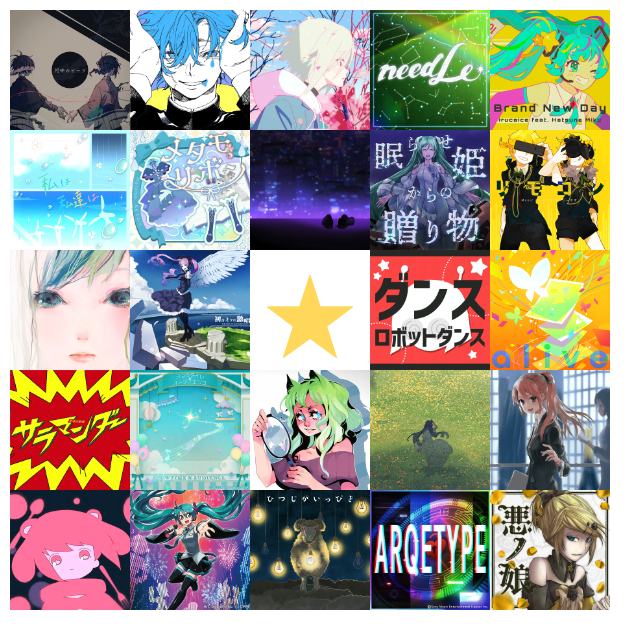 needLe
Brand New Day
iruceice feat. Hatsune Miku
私は
私達は
メタモ
リボン
眠らせ姫
からの
贈り物
リモコン
ダンス
ロボットダンス
alive
サラマンダー
ひつじがいっぴき
ARQETYPE
悪ノ娘